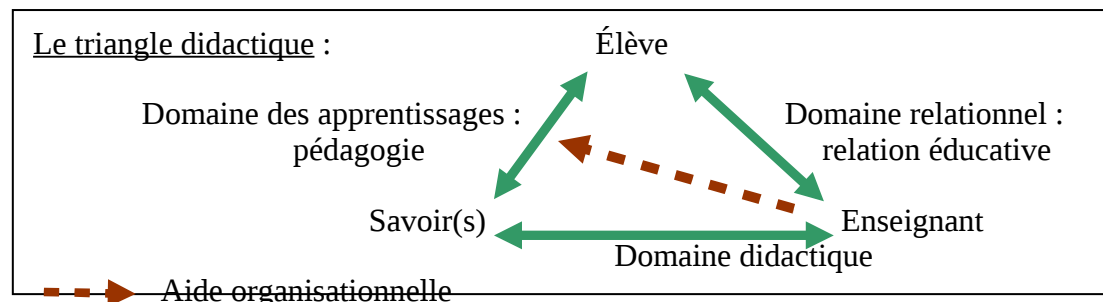 Le triangle didactique :
Élève
Domaine des apprentissages :
pédagogie
Domaine relationnel :
relation éducative
Savoir(s)
Enseignant
Domaine didactique
Aide organisationnelle